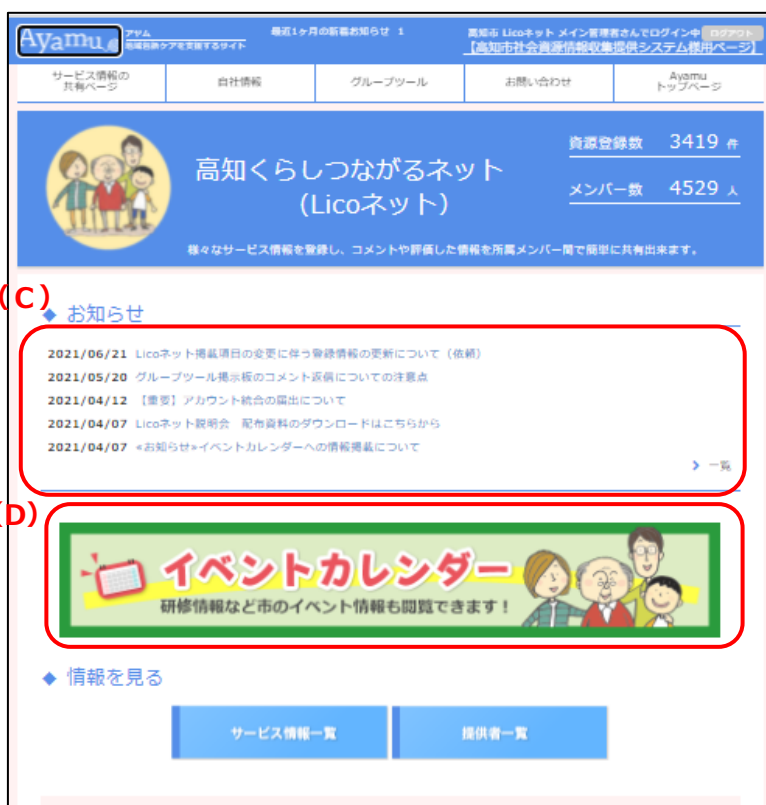 Ayamu アヤム
地域包括ケアを支援するサイト
最近1ヶ月の新着お知らせ 1
高知市 Licoネット メイン管理者さんでログイン中 ログアウト
【高知市社会資源情報収集提供システム様用ページ】
サービス情報の
共有ページ
自社情報
グループツール
お問い合わせ
Ayamu
トップページ
高知くらしつながるネット
(Licoネット)
資源登録数 3419 件
メンバー数 4529 人
様々なサービス情報を登録し、コメントや評価した情報を所属メンバー間で簡単に共有出来ます。
(C)
◆ お知らせ
2021/06/21 Licoネット掲載項目の変更に伴う登録情報の更新について（依頼）
2021/05/20 グループツール掲示板のコメント返信についての注意点
2021/04/12 【重要】アカウント統合の届出について
2021/04/07 Licoネット説明会 配布資料のダウンロードはこちらから
2021/04/07 «お知らせ»イベントカレンダーへの情報掲載について
> 一覧
(D)
イベントカレンダー
研修情報など市のイベント情報も閲覧できます！
◆ 情報を見る
サービス情報一覧
提供者一覧